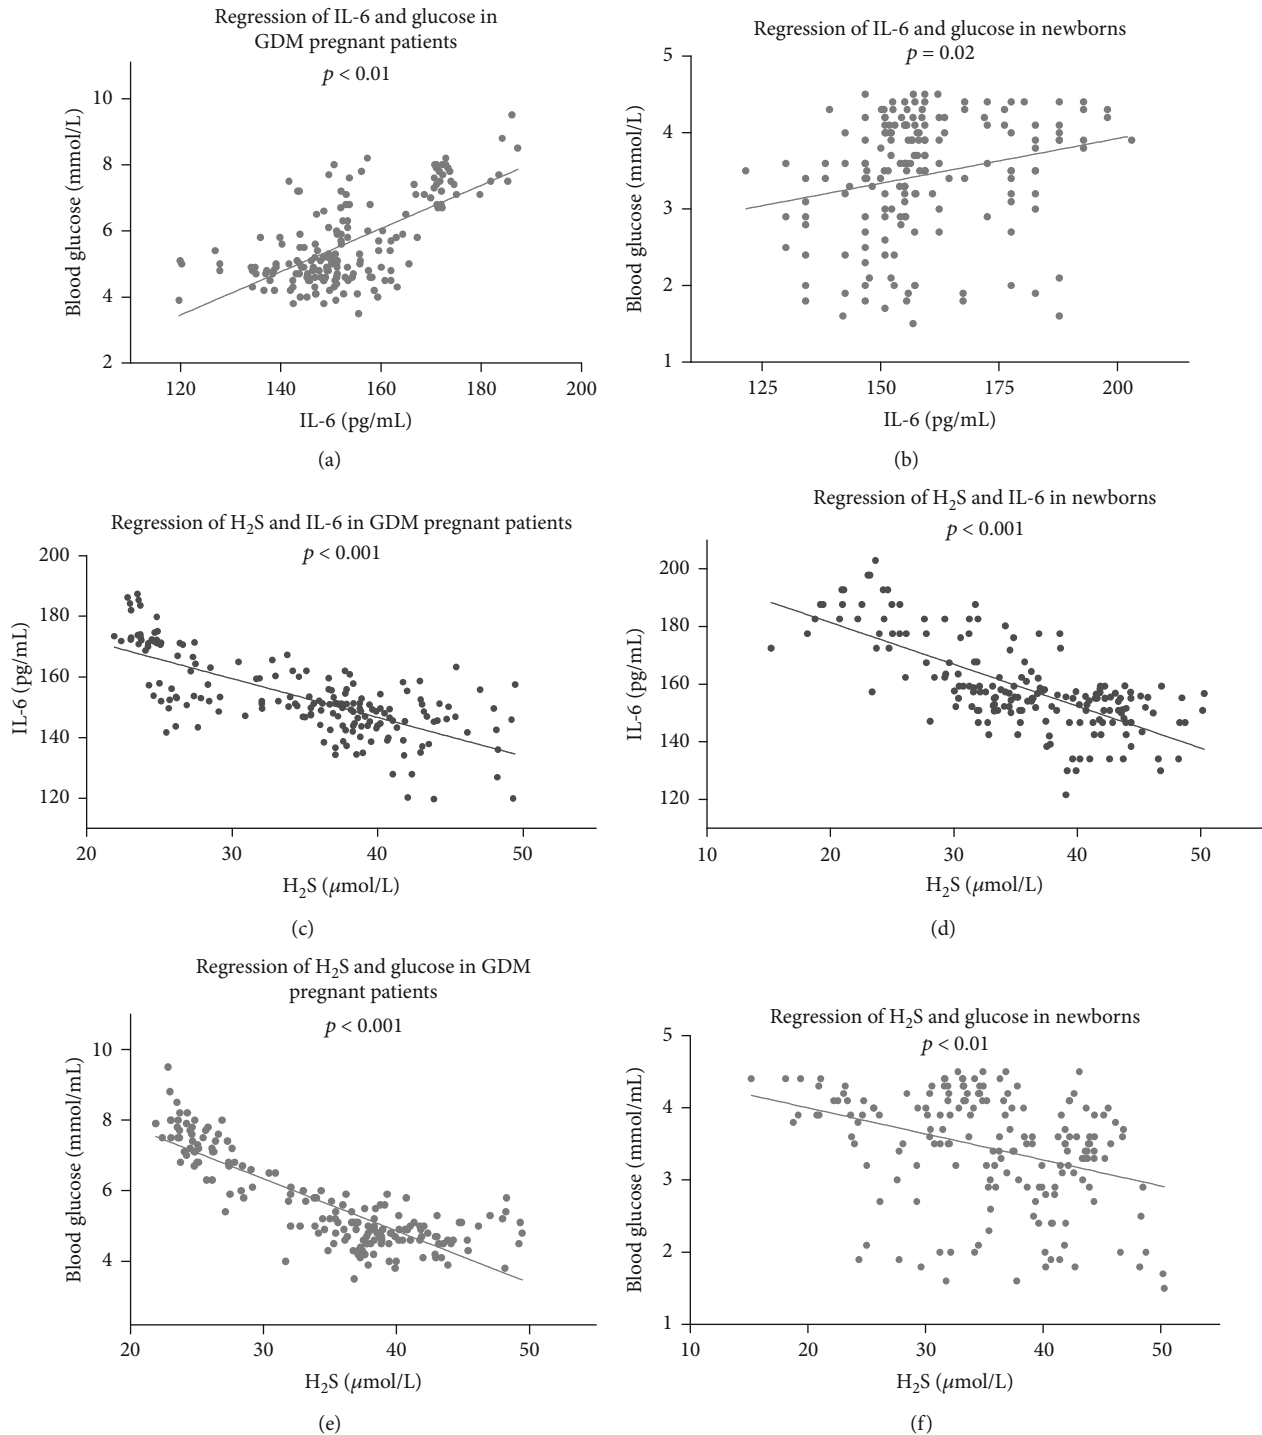 Regression of IL-6 and glucose in
GDM pregnant patients
p < 0.01
10
8
6
4
2
Blood glucose (mmol/L)
120
140
160
180
200
IL-6 (pg/mL)
(a)
Regression of IL-6 and glucose in newborns
p = 0.02
5
4
3
2
1
Blood glucose (mmol/L)
125
150
175
200
IL-6 (pg/mL)
(b)
Regression of H₂S and IL-6 in GDM pregnant patients
p < 0.001
200
180
160
140
120
IL-6 (pg/mL)
20
30
40
50
H₂S (μmol/L)
(c)
Regression of H₂S and IL-6 in newborns
p < 0.001
200
180
160
140
120
IL-6 (pg/mL)
10
20
30
40
50
H₂S (μmol/L)
(d)
Regression of H₂S and glucose in GDM
pregnant patients
p < 0.001
10
8
6
4
Blood glucose (mmol/mL)
20
30
40
50
H₂S (μmol/L)
(e)
Regression of H₂S and glucose in newborns
p < 0.01
5
4
3
2
1
Blood glucose (mmol/mL)
10
20
30
40
50
H₂S (μmol/L)
(f)